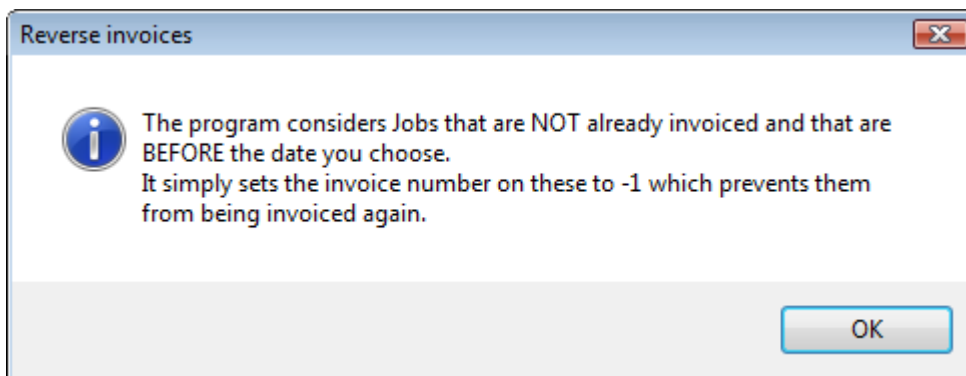 Reverse invoices
The program considers Jobs that are NOT already invoiced and that are
BEFORE the date you choose.
It simply sets the invoice number on these to -1 which prevents them
from being invoiced again.
OK